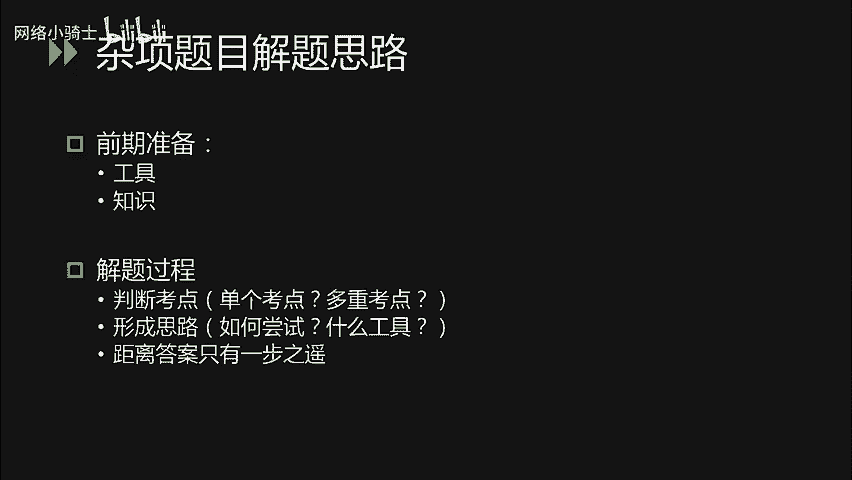 网络小骑士 bilibili
杂项题目解题思路
前期准备：
• 工具
• 知识
解题过程
• 判断考点（单个考点？多重考点？）
• 形成思路（如何尝试？什么工具？）
• 距离答案只有一步之遥